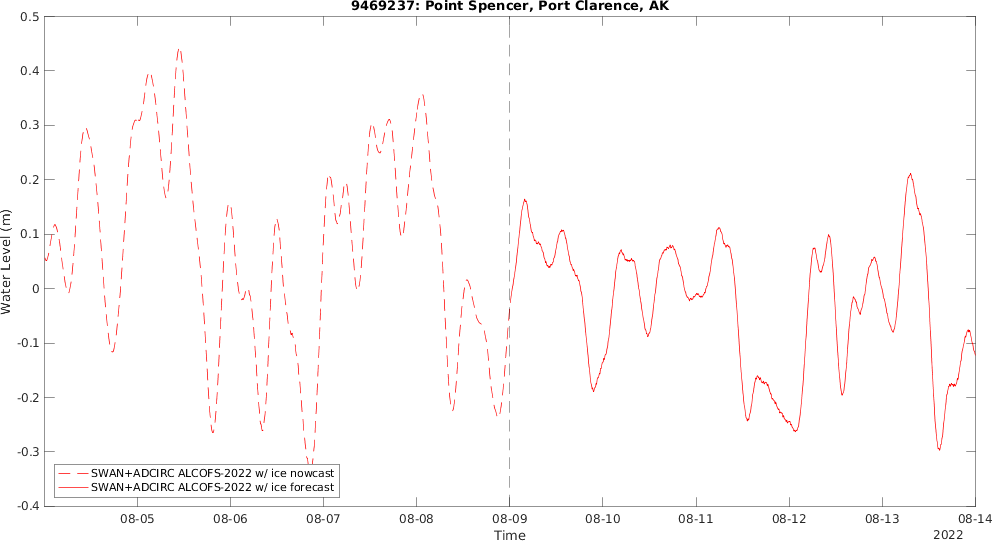 9469237: Point Spencer, Port Clarence, AK
0.5
0.4
0.3
0.2
0.1
0
-0.1
-0.2
-0.3
-0.4
Water Level (m)
SWAN+ADCIRC ALCOFS-2022 w/ ice nowcast
SWAN+ADCIRC ALCOFS-2022 w/ ice forecast
08-05 08-06 08-07 08-08 08-09 08-10 08-11 08-12 08-13 08-14
Time
2022